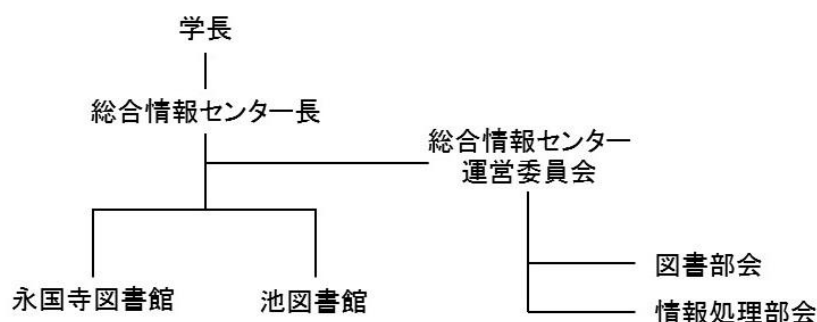 学長
総合情報センター長
総合情報センター
運営委員会
永国寺図書館
池図書館
図書部会
情報処理部会